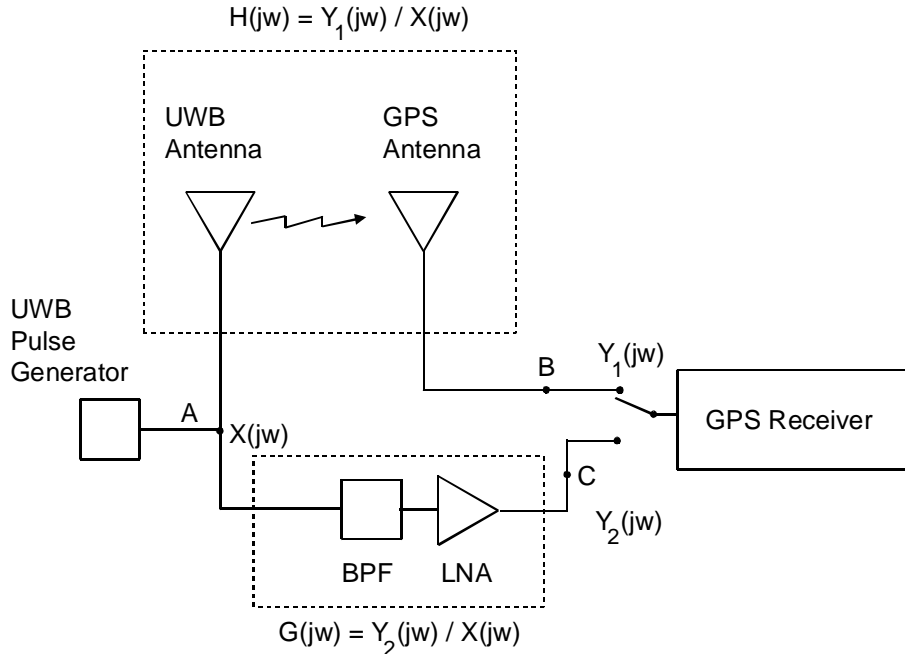 H(jw) = Y1(jw) / X(jw)
UWB
Antenna
GPS
Antenna
UWB
Pulse
Generator
A
X(jw)
B
Y1(jw)
GPS Receiver
C
Y2(jw)
BPF
LNA
G(jw) = Y2(jw) / X(jw)